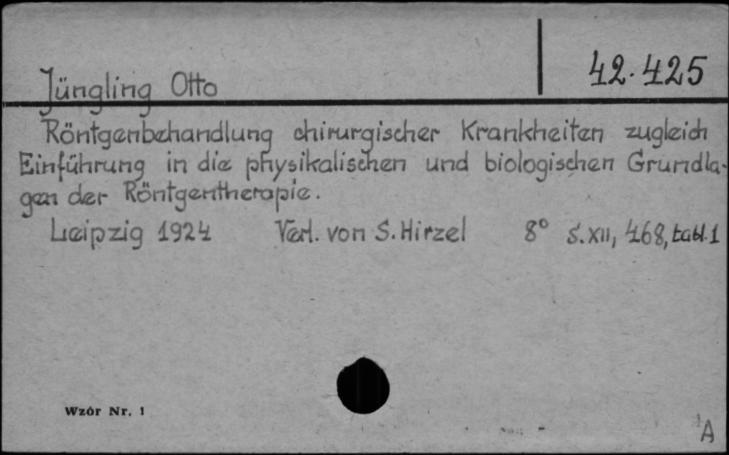 42.425
Jüngling Otto
Röntgenbehandlung chirurgischer Krankheiten zugleich
Einführung in die physikalischen und biologischen Grundla-
gen der Röntgentherapie.
Leipzig 1924 Verl. von S. Hirzel 8° S. XII, 468, tabl. 1
Wzór Nr. 1
A